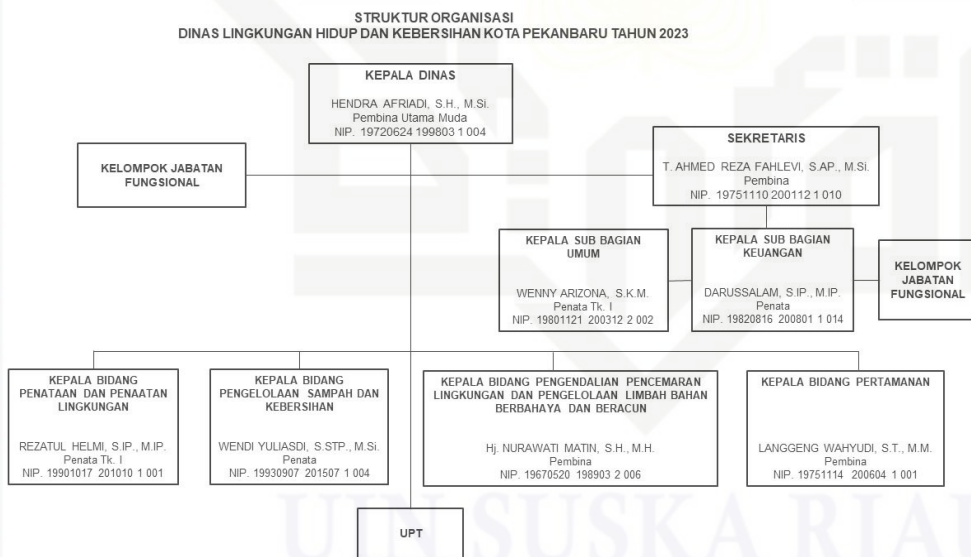 STRUKTUR ORGANISASI
DINAS LINGKUNGAN HIDUP DAN KEBERSIHAN KOTA PEKANBARU TAHUN 2023
KEPALA DINAS
HENDRA AFRIADI, S.H., M.Si.
Pembina Utama Muda
NIP. 19720624 199803 1 004
KELOMPOK JABATAN
FUNGSIONAL
SEKRETARIS
T. AHMED REZA FAHLEVI, S.AP., M.Si.
Pembina
NIP. 19751110 200112 1 010
KEPALA SUB BAGIAN
UMUM
WENNY ARIZONA, S.K.M.
Penata Tk. I
NIP. 19801121 200312 2 002
KEPALA SUB BAGIAN
KEUANGAN
DARUSSALAM, S.IP., M.IP.
Penata
NIP. 19820816 200801 1 014
KELOMPOK
JABATAN
FUNGSIONAL
KEPALA BIDANG
PENATAAN DAN PENAATAN
LINGKUNGAN
REZATUL HELMI, S.IP., M.IP.
Penata Tk. I
NIP. 19901017 201010 1 001
KEPALA BIDANG
PENGELOLAAN SAMPAH DAN
KEBERSIHAN
WENDI YULIASDI, S.STP., M.Si.
Penata
NIP. 19930907 201507 1 004
KEPALA BIDANG PENGENDALIAN PENCEMARAN
LINGKUNGAN DAN PENGELOLAAN LIMBAH BAHAN
BERBAHAYA DAN BERACUN
Hj. NURAWATI MATIN, S.H., M.H.
Pembina
NIP. 19670520 198903 2 006
KEPALA BIDANG PERTAMANAN
LANGGENG WAHYUDI, S.T., M.M.
Pembina
NIP. 19751114 200604 1 001
UPT
UIN SUSKA RIAU